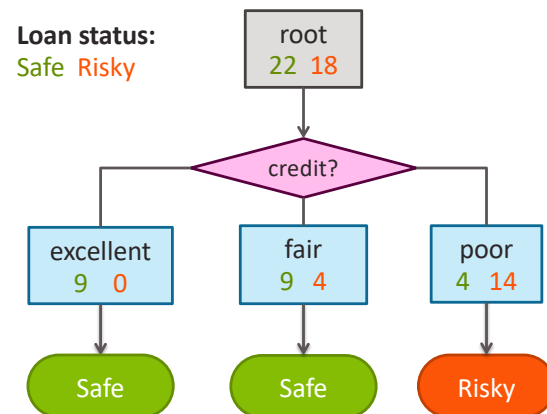 Loan status:
Safe Risky
root
22 18
credit?
excellent
9 0
fair
9 4
poor
4 14
Safe
Safe
Risky